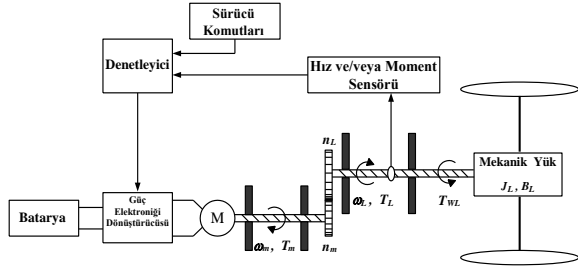 Sürücü
Komutları
Denetleyici
Hız ve/veya Moment
Sensörü
n_L
Mekanik Yük
J_L , B_L
ω_L, T_L
T_WL
Batarya
Güç
Elektroniği
Dönüştürücüsü
M
ω_m, T_m
n_m